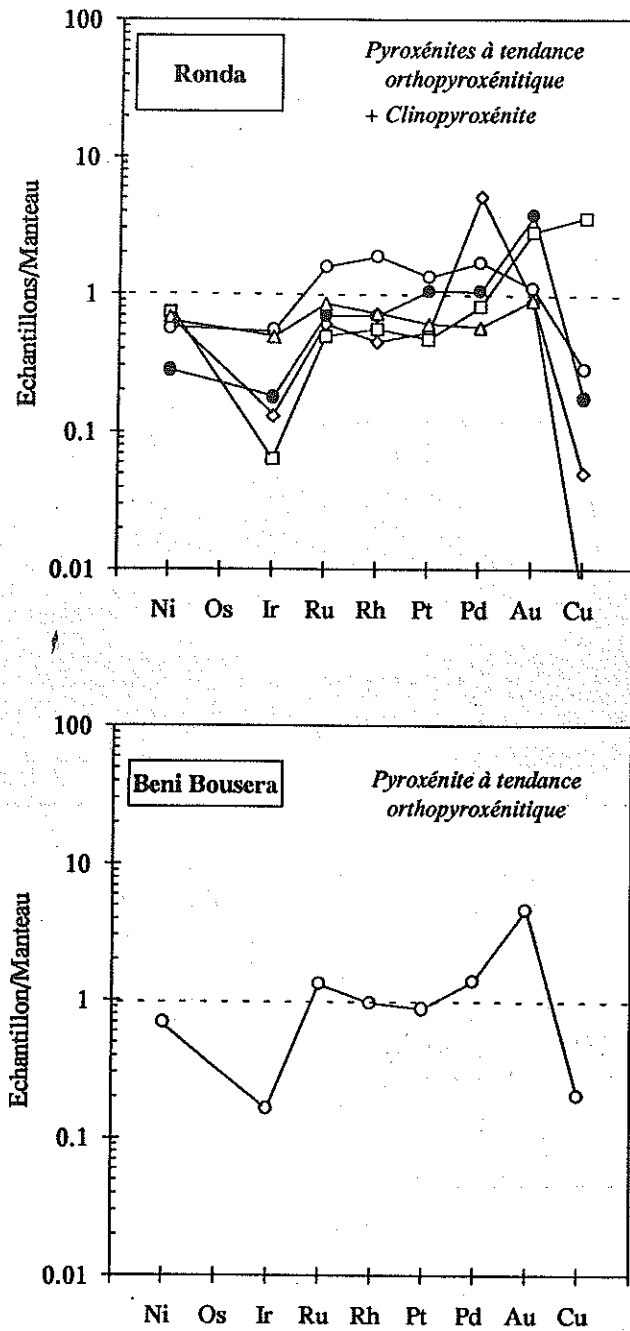 100
Ronda
Pyroxénites à tendance
orthopyroxénitique
+ Clinopyroxénite
10
1
0.1
0.01
Echantillons/Manteau
Ni Os Ir Ru Rh Pt Pd Au Cu
100
Beni Bousera
Pyroxénite à tendance
orthopyroxénitique
10
1
0.1
0.01
Echantillon/Manteau
Ni Os Ir Ru Rh Pt Pd Au Cu